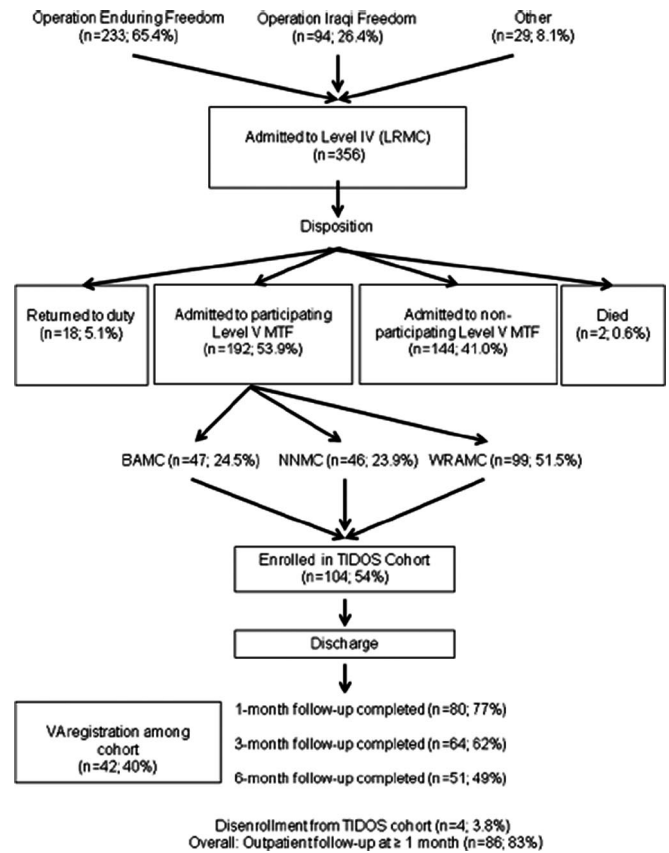 Operation Enduring Freedom
(n=233; 65.4%)
Operation Iraqi Freedom
(n=94; 26.4%)
Other
(n=29; 8.1%)
Admitted to Level IV (LRMC)
(n=356)
Disposition
Returned to duty
(n=18; 5.1%)
Admitted to participating
Level V MTF
(n=192; 53.9%)
Admitted to non-
participating Level V MTF
(n=144; 41.0%)
Died
(n=2; 0.6%)
BAMC (n=47; 24.5%)
NNMC (n=46; 23.9%)
WRAMC (n=99; 51.5%)
Enrolled in TIDOS Cohort
(n=104; 54%)
Discharge
VA registration among
cohort
(n=42; 40%)
1-month follow-up completed (n=80; 77%)
3-month follow-up completed (n=64; 62%)
6-month follow-up completed (n=51; 49%)
Disenrollment from TIDOS cohort (n=4; 3.8%)
Overall: Outpatient follow-up at ≥ 1 month (n=86; 83%)